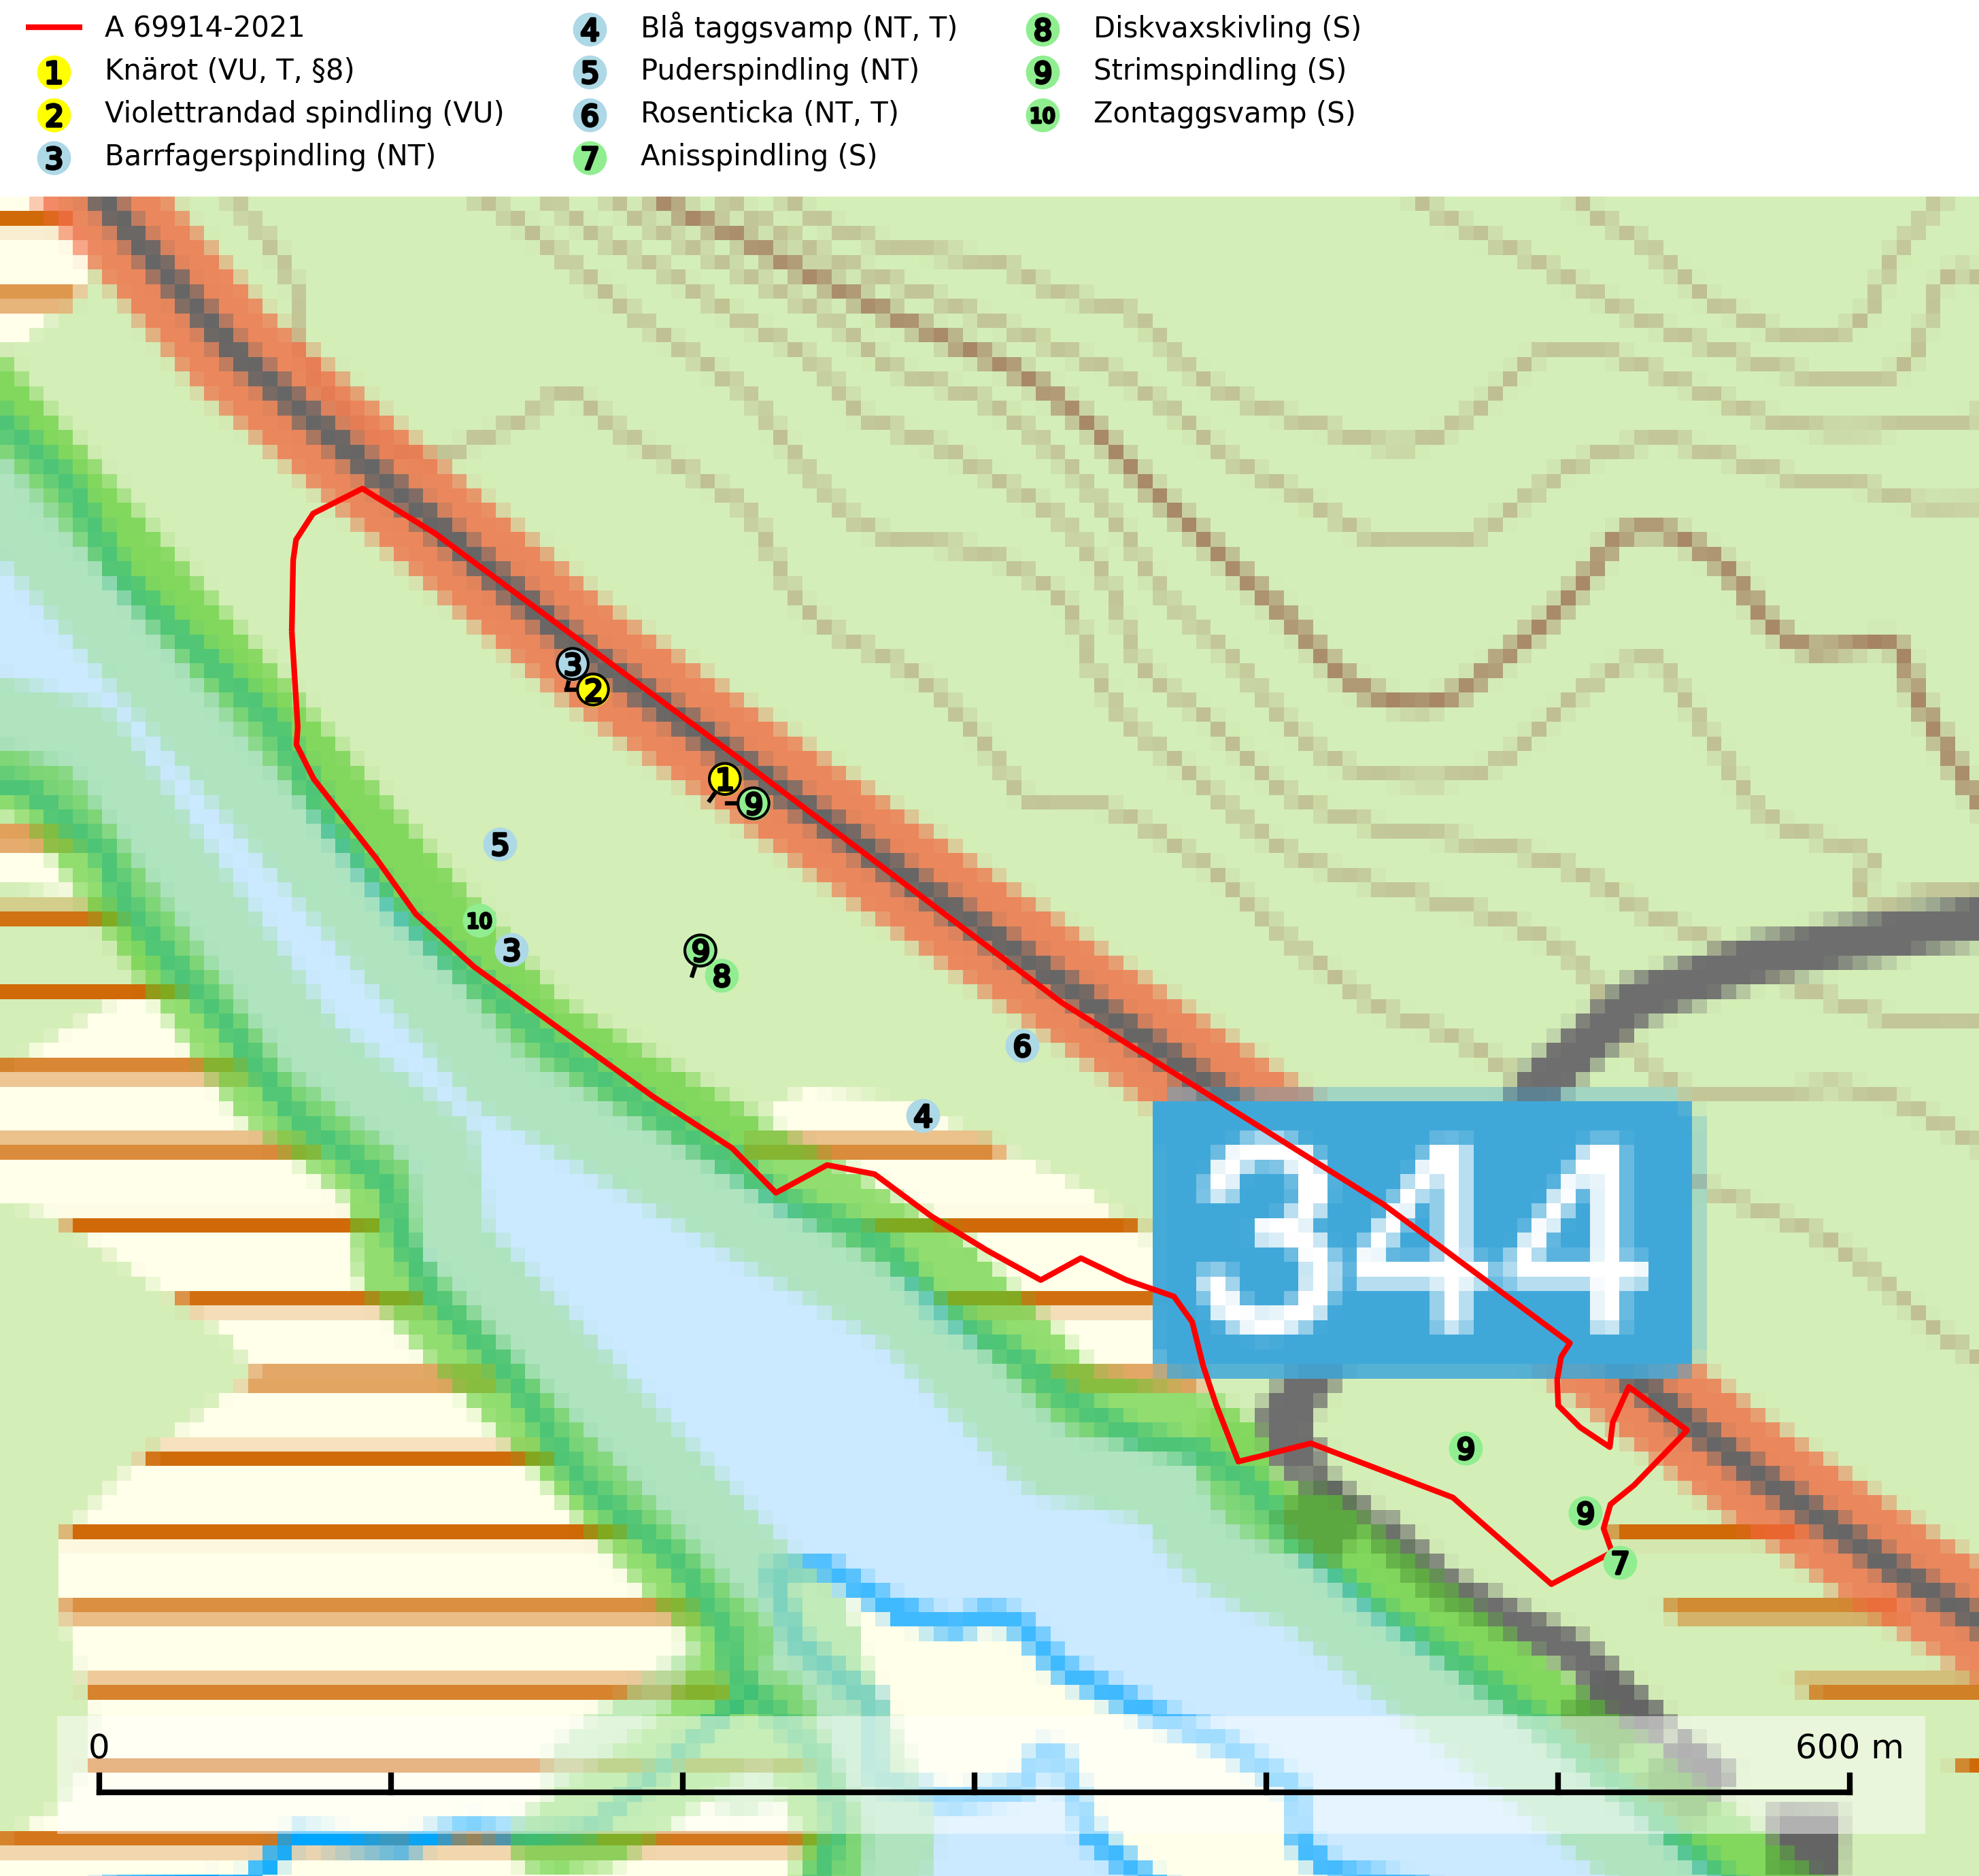 A 69914-2021
1 Knärot (VU, T, §8)
2 Violettrandad spindling (VU)
3 Barrfagerspindling (NT)
4 Blå taggsvamp (NT, T)
5 Puderspindling (NT)
6 Rosenticka (NT, T)
7 Anisspindling (S)
8 Diskvaxskivling (S)
9 Strimspindling (S)
10 Zontaggsvamp (S)
3
2
1
9
5
10
3
9
8
6
4
344
9
9
7
0 600 m